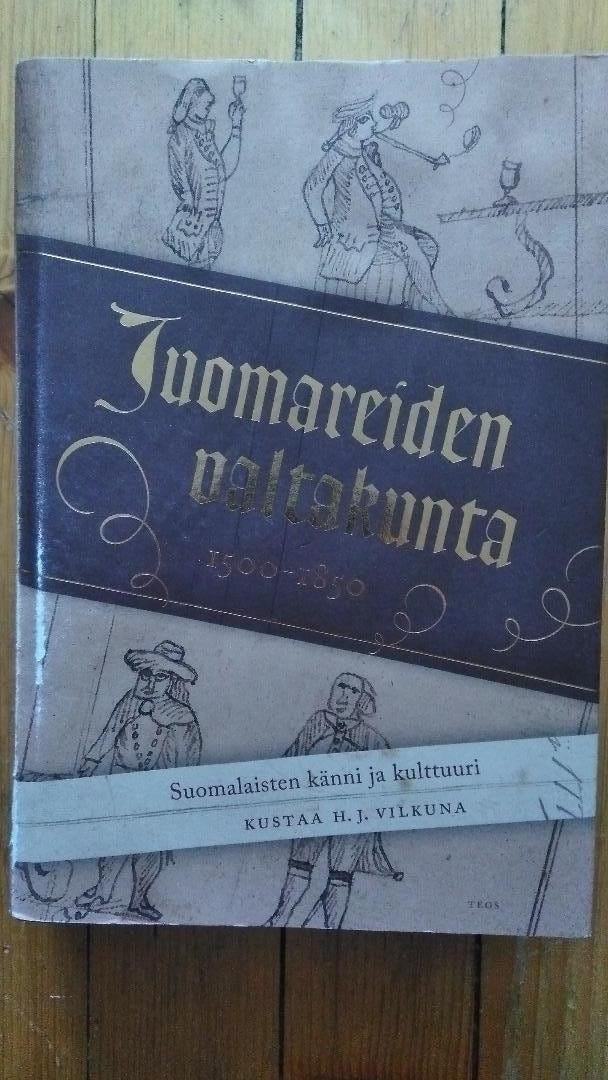 Juomareiden
valtakunta
1500–1850
Suomalaisten känni ja kulttuuri
KUSTAA H. J. VILKUNA
TEOS